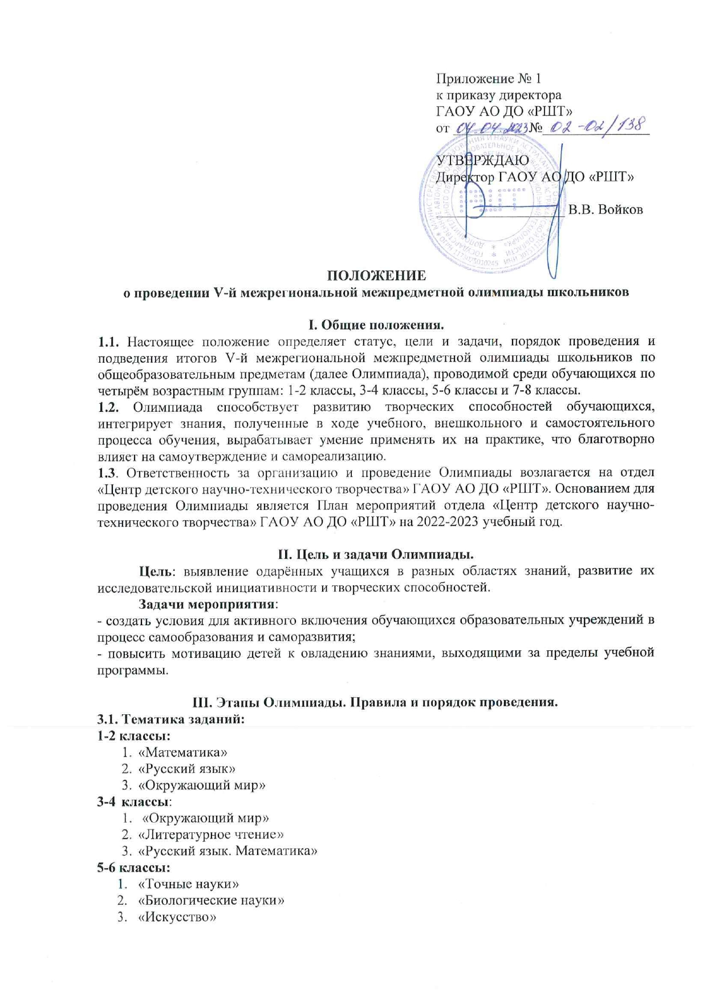 Приложение № 1
к приказу директора
ГАОУ АО ДО «РШТ»
от 04.04.2023 № 02-02/138
УТВЕРЖДАЮ
Директор ГАОУ АО ДО «РШТ»
В.В. Войков
ПОЛОЖЕНИЕ
о проведении V-й межрегиональной межпредметной олимпиады школьников
I. Общие положения.
1.1. Настоящее положение определяет статус, цели и задачи, порядок проведения и
подведения итогов V-й межрегиональной межпредметной олимпиады школьников по
общеобразовательным предметам (далее Олимпиада), проводимой среди обучающихся по
четырём возрастным группам: 1-2 классы, 3-4 классы, 5-6 классы и 7-8 классы.
1.2. Олимпиада способствует развитию творческих способностей обучающихся,
интегрирует знания, полученные в ходе учебного, внешкольного и самостоятельного
процесса обучения, вырабатывает умение применять их на практике, что благотворно
влияет на самоутверждение и самореализацию.
1.3. Ответственность за организацию и проведение Олимпиады возлагается на отдел
«Центр детского научно-технического творчества» ГАОУ АО ДО «РШТ». Основанием для
проведения Олимпиады является План мероприятий отдела «Центр детского научно-
технического творчества» ГАОУ АО ДО «РШТ» на 2022-2023 учебный год.
II. Цель и задачи Олимпиады.
Цель: выявление одарённых учащихся в разных областях знаний, развитие их
исследовательской инициативности и творческих способностей.
Задачи мероприятия:
- создать условия для активного включения обучающихся образовательных учреждений в
процесс самообразования и саморазвития;
- повысить мотивацию детей к овладению знаниями, выходящими за пределы учебной
программы.
III. Этапы Олимпиады. Правила и порядок проведения.
3.1. Тематика заданий:
1-2 классы:
1. «Математика»
2. «Русский язык»
3. «Окружающий мир»
3-4 классы:
1. «Окружающий мир»
2. «Литературное чтение»
3. «Русский язык. Математика»
5-6 классы:
1. «Точные науки»
2. «Биологические науки»
3. «Искусство»